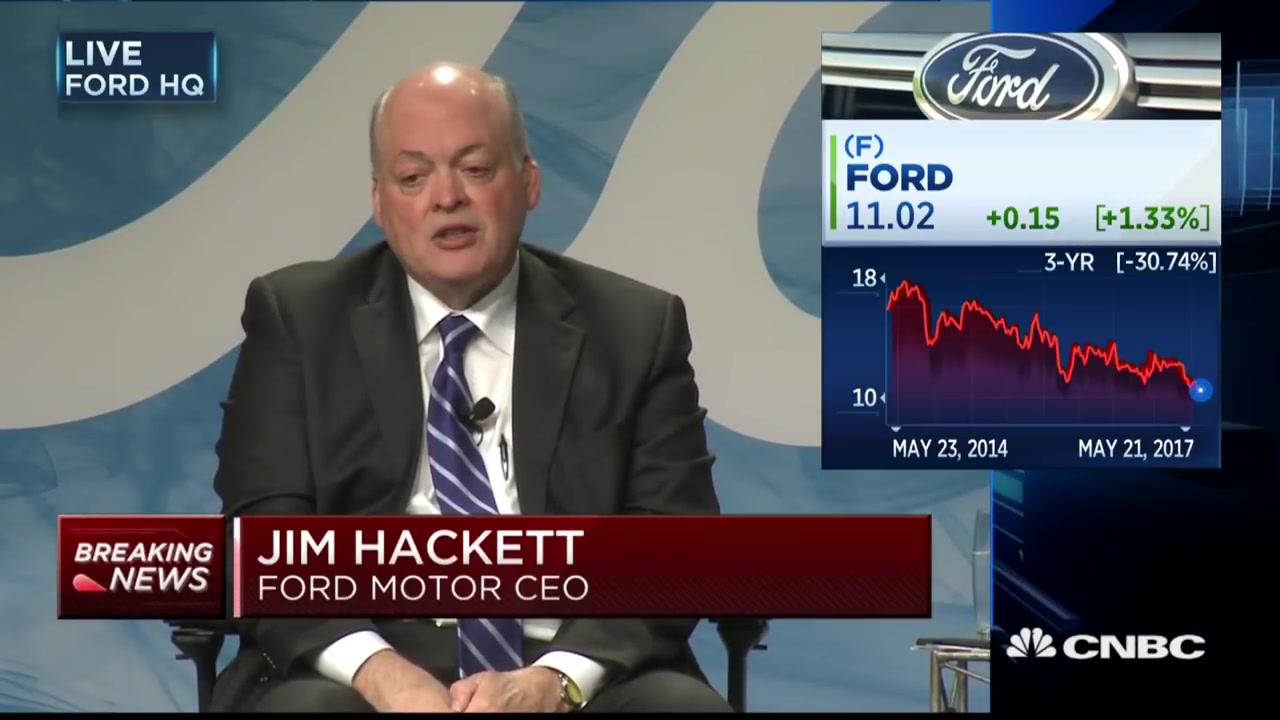 LIVE
FORD HQ
Ford
(F)
FORD
11.02 +0.15 [+1.33%]
3-YR [-30.74%]
18
10
MAY 23, 2014 MAY 21, 2017
BREAKING
NEWS
JIM HACKETT
FORD MOTOR CEO
CNBC